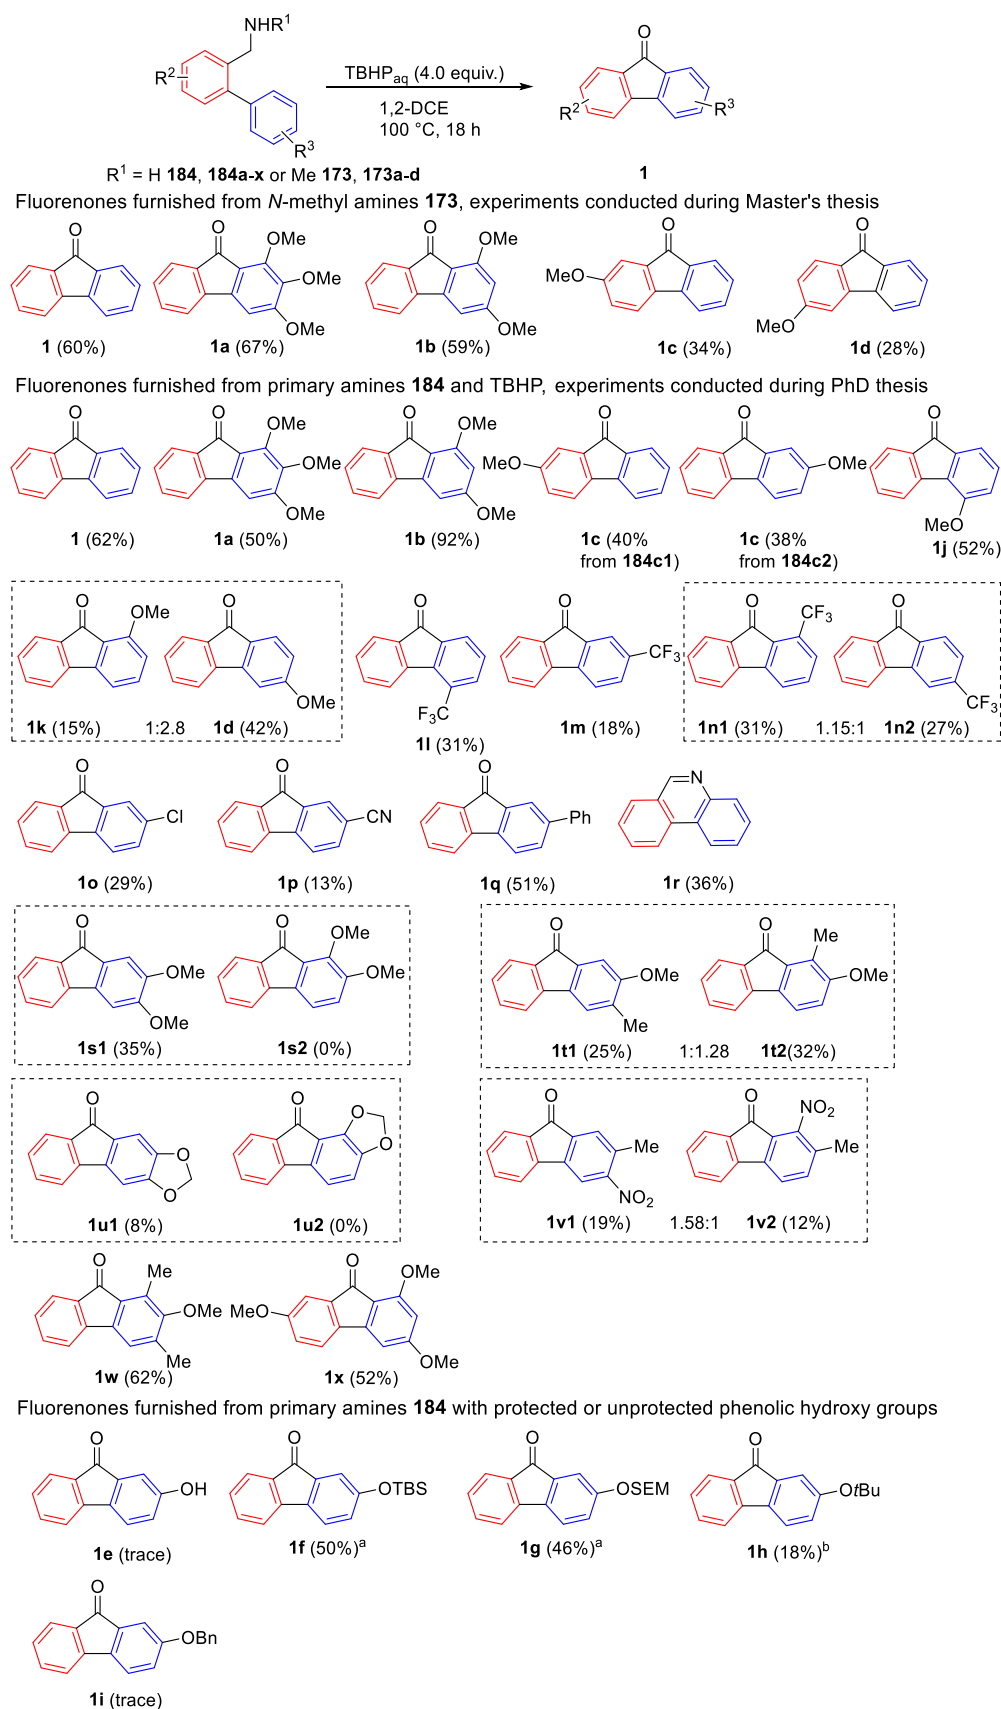 NHR1
R2
R3
TBHPaq (4.0 equiv.)
1,2-DCE
100 °C, 18 h
O
R2
R3
R1 = H 184, 184a-x or Me 173, 173a-d
1
Fluorenones furnished from N-methyl amines 173, experiments conducted during Master's thesis
O
O OMe
OMe
OMe
O OMe
OMe
O
MeO
O
MeO
1 (60%)
1a (67%)
1b (59%)
1c (34%)
1d (28%)
Fluorenones furnished from primary amines 184 and TBHP, experiments conducted during PhD thesis
O
O OMe
OMe
OMe
O OMe
OMe
O
MeO
O
OMe
O
MeO
1 (62%)
1a (50%)
1b (92%)
1c (40%
from 184c1)
1c (38%
from 184c2)
1j (52%)
O OMe
O
OMe
O
F3C
O
CF3
O CF3
O
CF3
1k (15%) 1:2.8 1d (42%)
1l (31%)
1m (18%)
1n1 (31%) 1.15:1 1n2 (27%)
O
Cl
O
CN
O
Ph
N
1o (29%)
1p (13%)
1q (51%)
1r (36%)
O
OMe
OMe
O OMe
OMe
O
OMe
Me
O Me
OMe
1s1 (35%)
1s2 (0%)
1t1 (25%) 1:1.28 1t2(32%)
O
O
O
O O
O
O
Me
NO2
O NO2
Me
1u1 (8%)
1u2 (0%)
1v1 (19%) 1.58:1 1v2 (12%)
O Me
OMe
Me
O OMe
MeO
OMe
1w (62%)
1x (52%)
Fluorenones furnished from primary amines 184 with protected or unprotected phenolic hydroxy groups
O
OH
O
OTBS
O
OSEM
O
OtBu
1e (trace)
1f (50%)a
1g (46%)a
1h (18%)b
O
OBn
1i (trace)